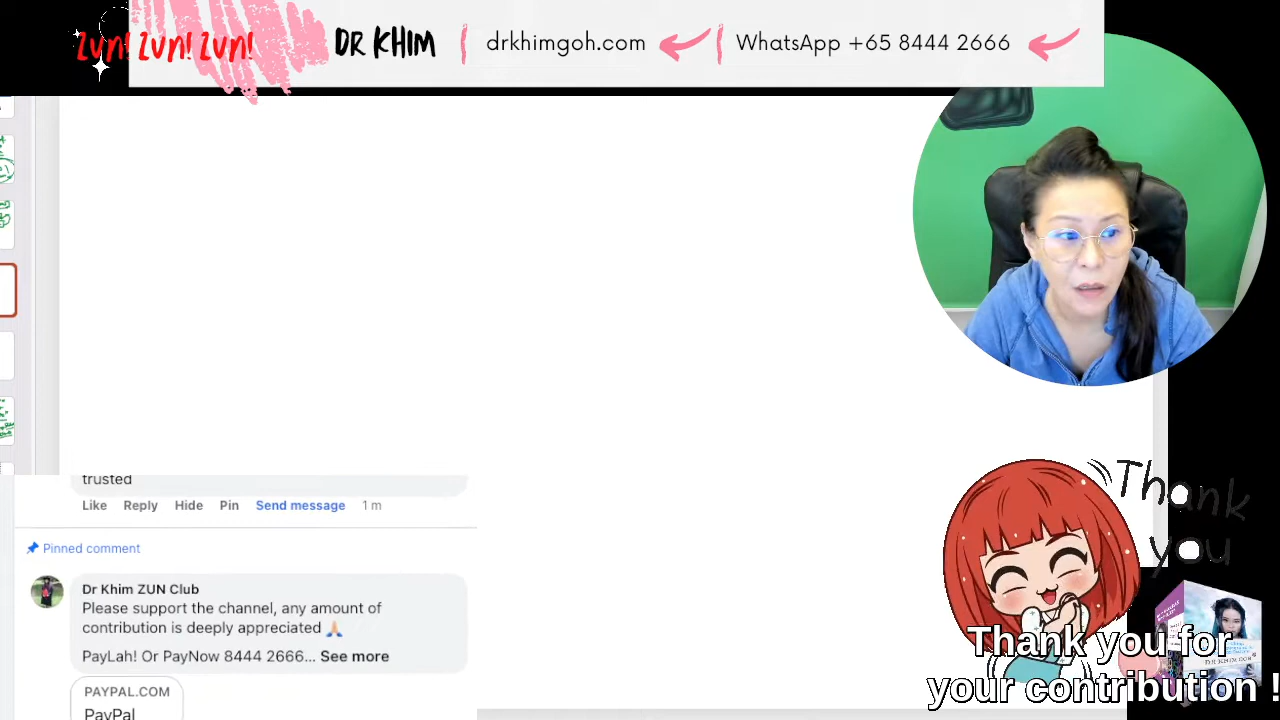 Zun! Zun! Zun!
DR KHIM
drkhimgoh.com
WhatsApp +65 8444 2666
trusted
Like Reply Hide Pin Send message 1 m
Pinned comment
Dr Khim ZUN Club
Please support the channel, any amount of
contribution is deeply appreciated 🙏🏻
PayLah! Or PayNow 8444 2666... See more
PAYPAL.COM
PayPal
Thank
you
Thank you for
your contribution !